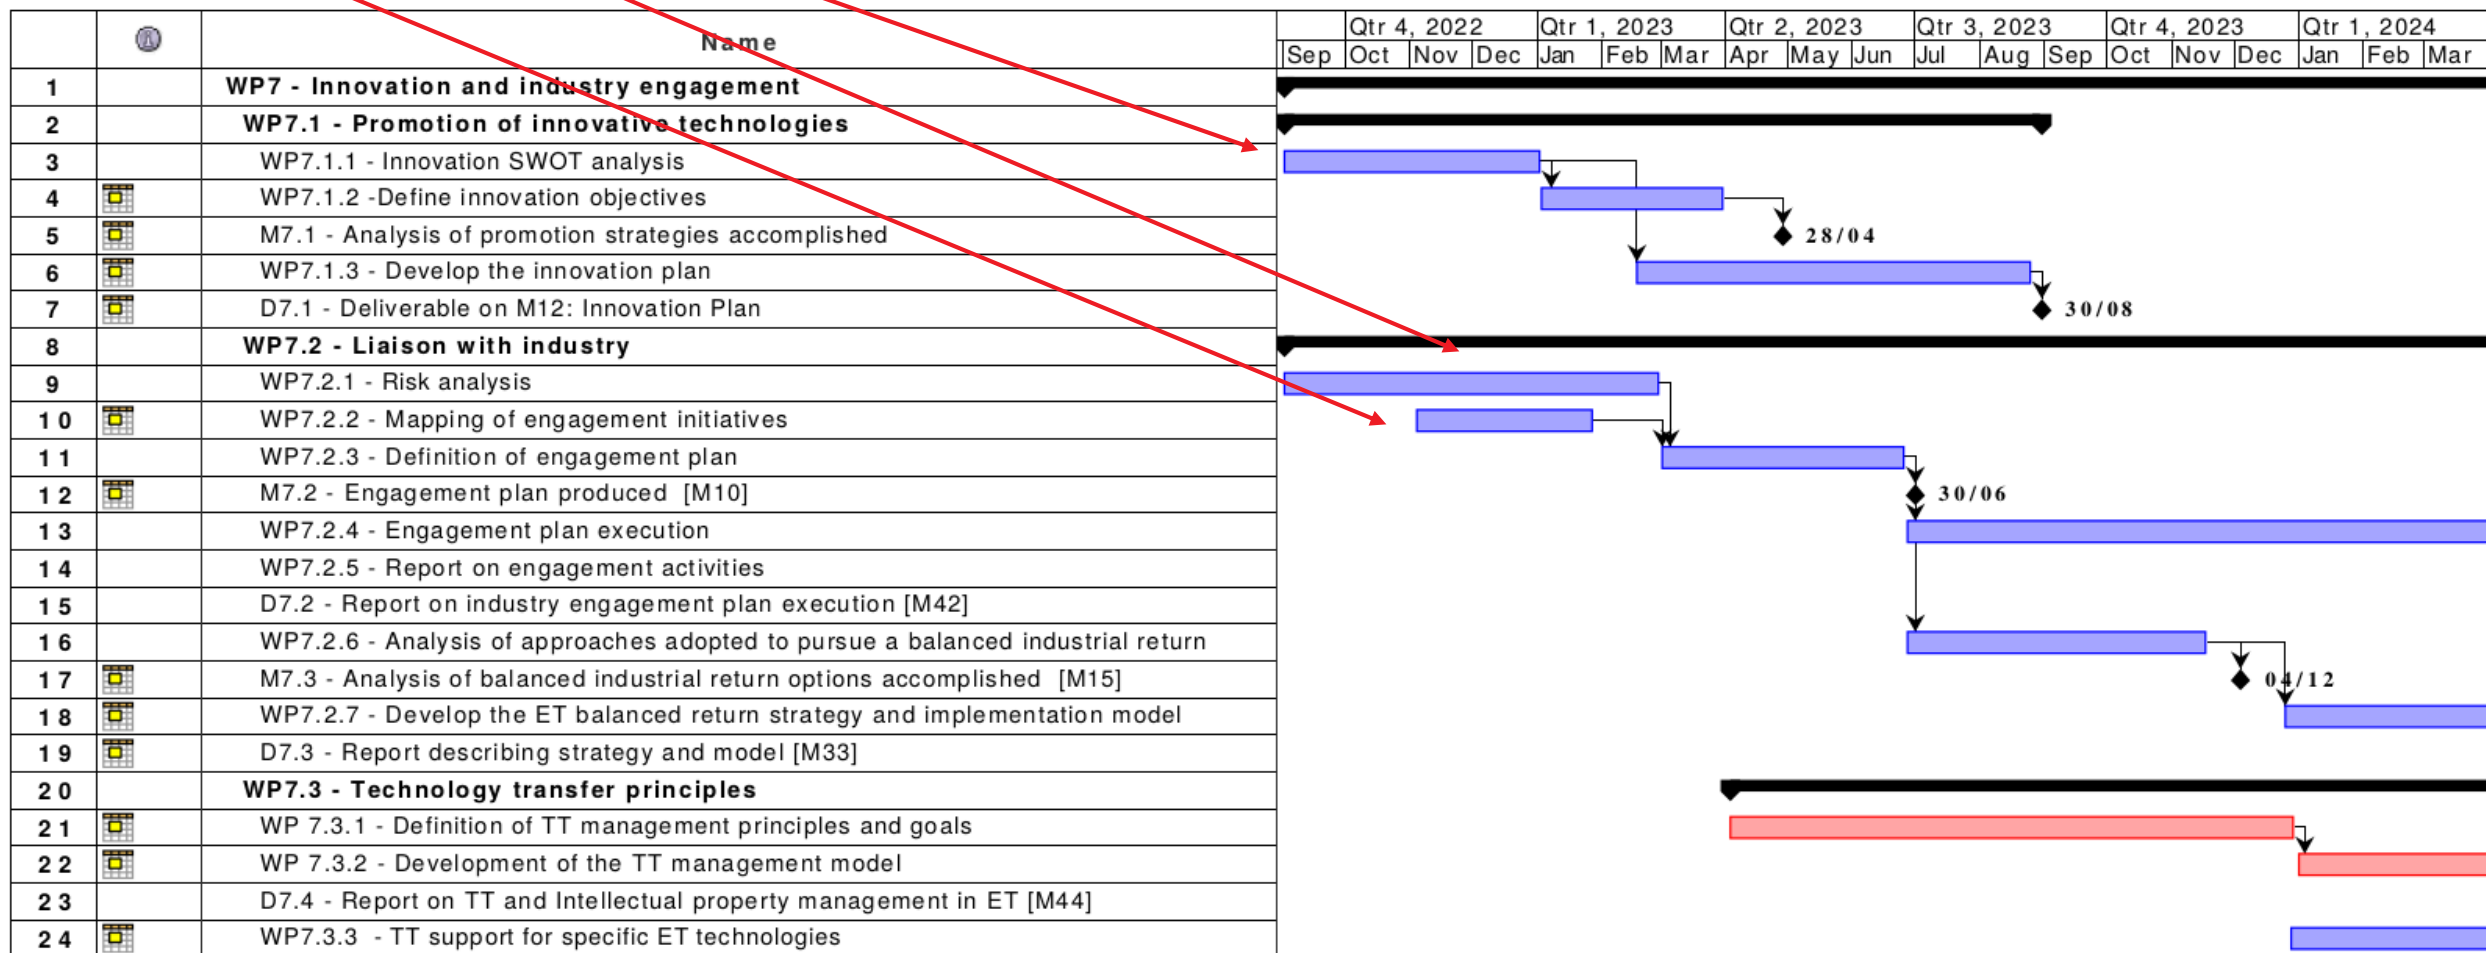 Name
Qtr 4, 2022 Qtr 1, 2023 Qtr 2, 2023 Qtr 3, 2023 Qtr 4, 2023 Qtr 1, 2024
Sep Oct Nov Dec Jan Feb Mar Apr May Jun Jul Aug Sep Oct Nov Dec Jan Feb Mar
1 WP7 - Innovation and industry engagement
2 WP7.1 - Promotion of innovative technologies
3 WP7.1.1 - Innovation SWOT analysis
4 WP7.1.2 -Define innovation objectives
5 M7.1 - Analysis of promotion strategies accomplished 28/04
6 WP7.1.3 - Develop the innovation plan
7 D7.1 - Deliverable on M12: Innovation Plan 30/08
8 WP7.2 - Liaison with industry
9 WP7.2.1 - Risk analysis
10 WP7.2.2 - Mapping of engagement initiatives
11 WP7.2.3 - Definition of engagement plan
12 M7.2 - Engagement plan produced [M10] 30/06
13 WP7.2.4 - Engagement plan execution
14 WP7.2.5 - Report on engagement activities
15 D7.2 - Report on industry engagement plan execution [M42]
16 WP7.2.6 - Analysis of approaches adopted to pursue a balanced industrial return
17 M7.3 - Analysis of balanced industrial return options accomplished [M15] 04/12
18 WP7.2.7 - Develop the ET balanced return strategy and implementation model
19 D7.3 - Report describing strategy and model [M33]
20 WP7.3 - Technology transfer principles
21 WP 7.3.1 - Definition of TT management principles and goals
22 WP 7.3.2 - Development of the TT management model
23 D7.4 - Report on TT and Intellectual property management in ET [M44]
24 WP7.3.3 - TT support for specific ET technologies